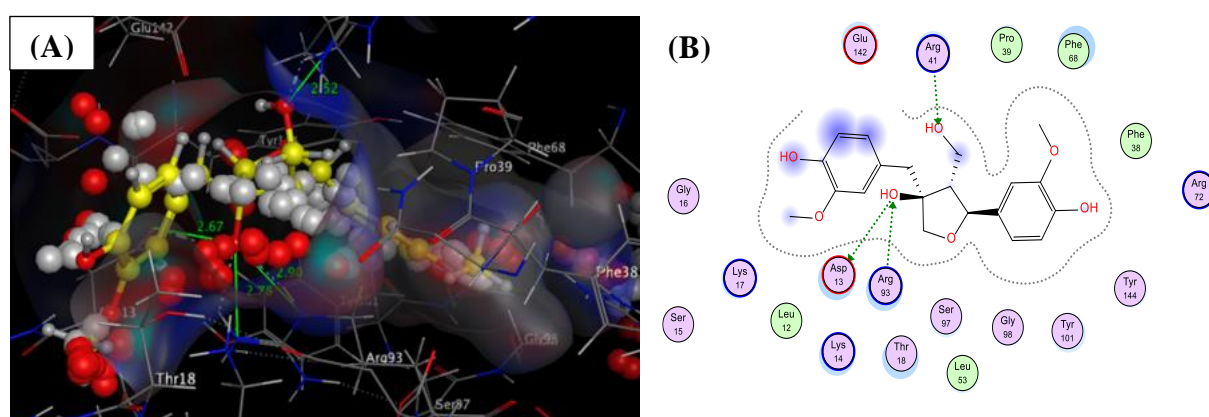 (A)
Glu142
2.52
Phe68
Pro39
2.67
2.90
2.76
Phe38
13
Gly98
Arg93
Thr18
Ser97
(B)
Glu
142
Arg
41
Pro
39
Phe
68
HO
HO
O
O
Phe
38
Gly
16
O
HO
OH
Arg
72
O
Lys
17
Asp
13
Arg
93
Tyr
144
Ser
15
Leu
12
Ser
97
Gly
98
Tyr
101
Lys
14
Thr
18
Leu
53